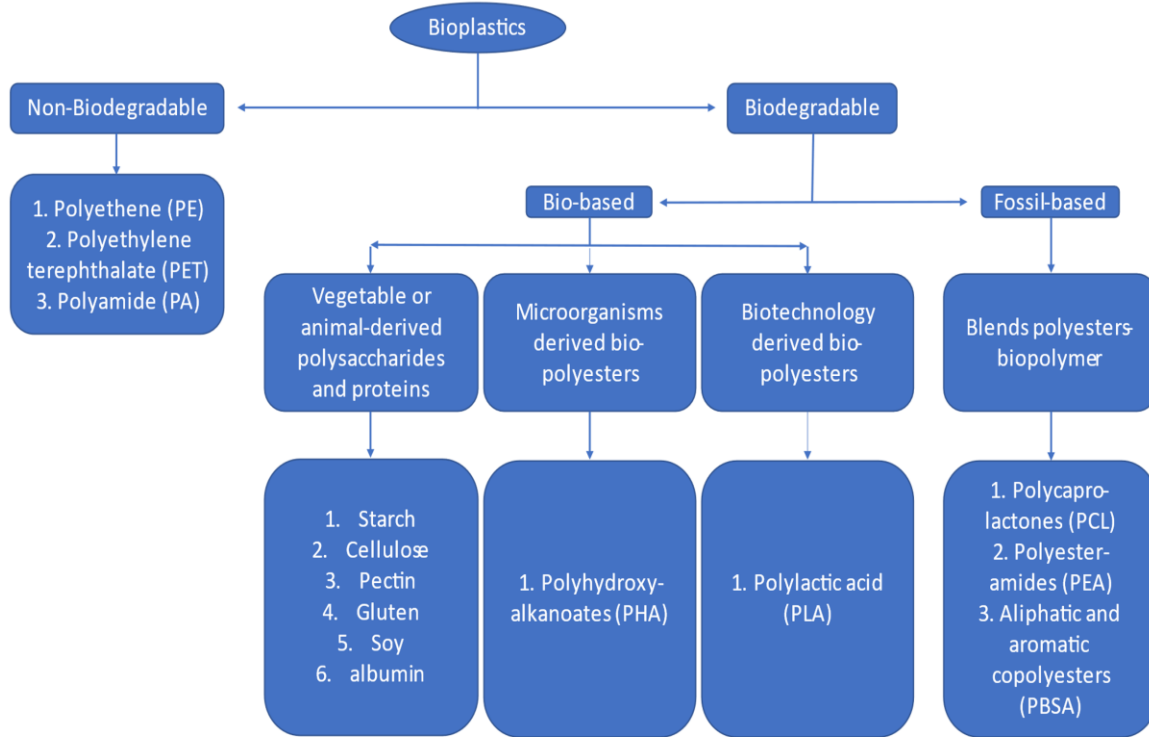 Bioplastics
Non-Biodegradable
Biodegradable
1. Polyethene (PE)
2. Polyethylene
terephthalate (PET)
3. Polyamide (PA)
Bio-based
Fossil-based
Vegetable or
animal-derived
polysaccharides
and proteins
Microorganisms
derived bio-
polyesters
Biotechnology
derived bio-
polyesters
Blends polyesters-
biopolymer
1. Starch
2. Cellulose
3. Pectin
4. Gluten
5. Soy
6. albumin
1. Polyhydroxy-
alkanoates (PHA)
1. Polylactic acid
(PLA)
1. Polycapro-
lactones (PCL)
2. Polyester-
amides (PEA)
3. Aliphatic and
aromatic
copolyesters
(PBSA)